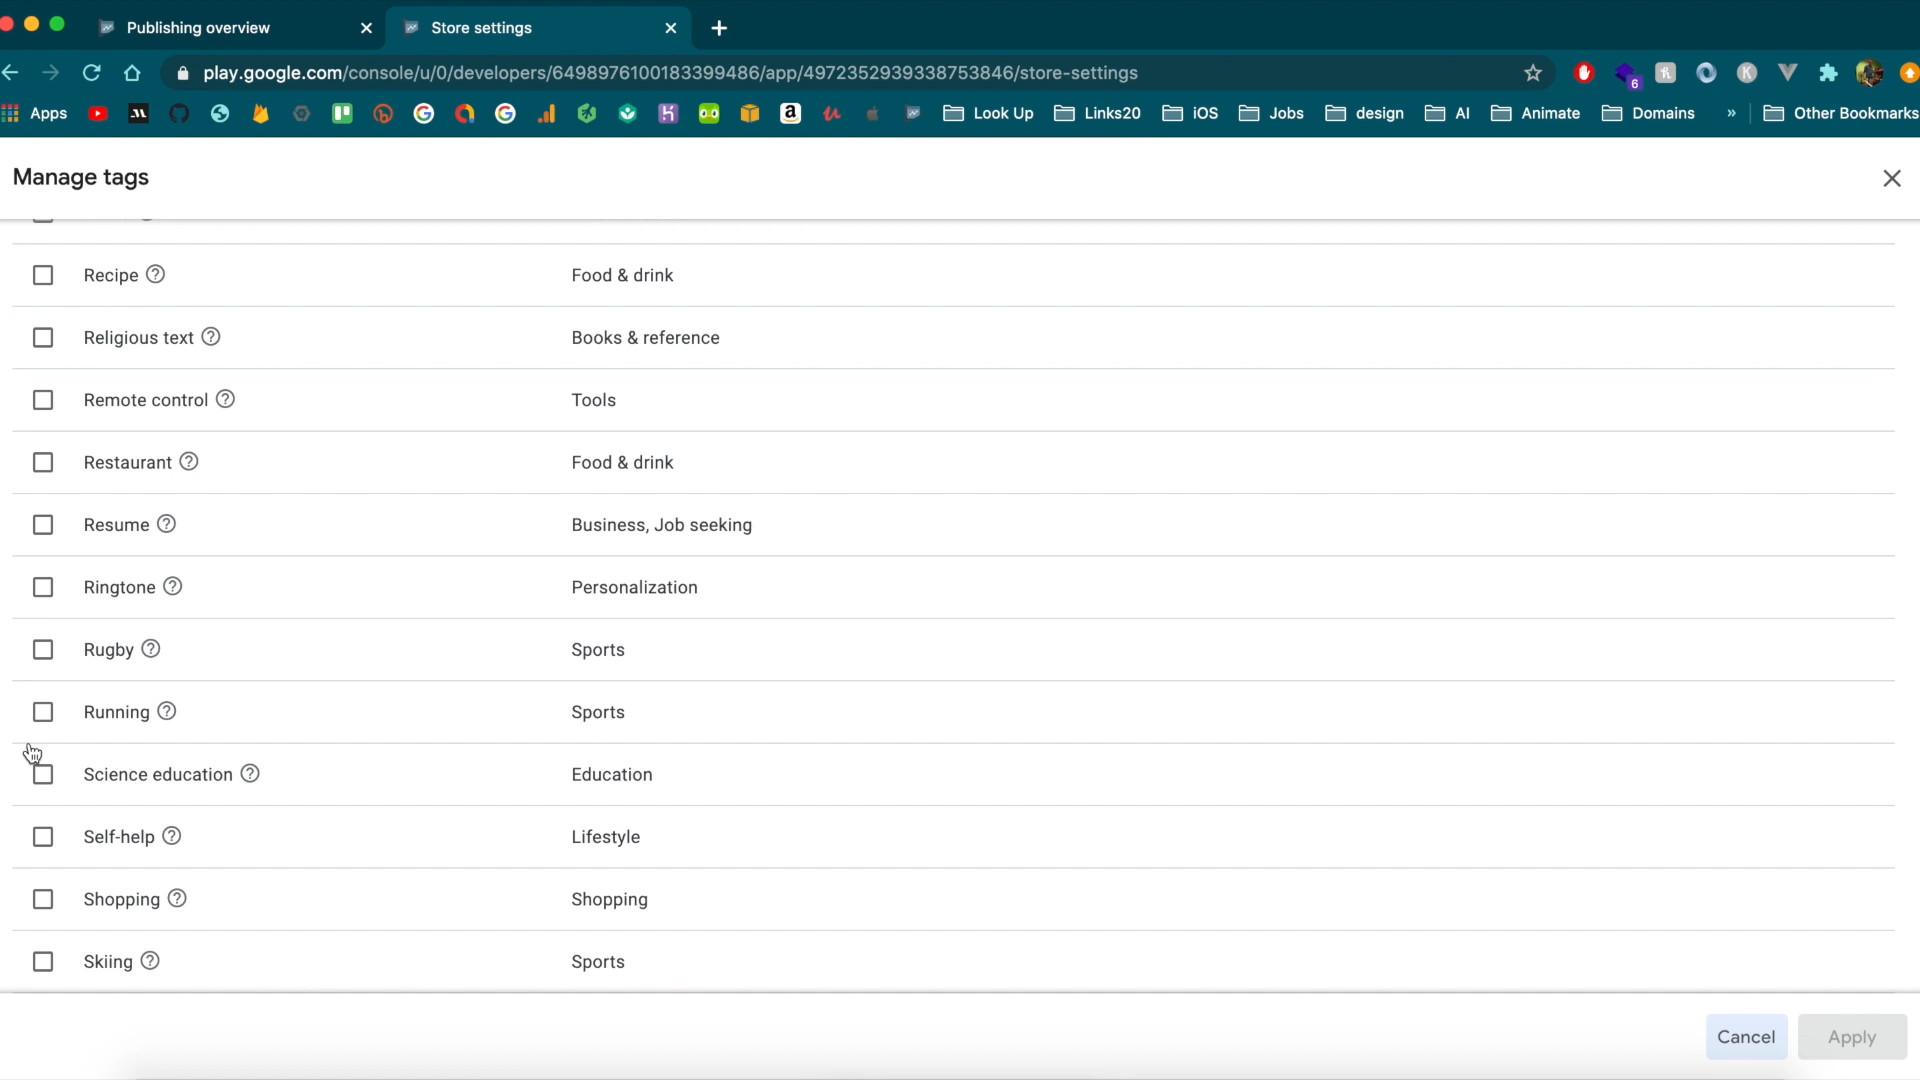 Publishing overview
Store settings
play.google.com/console/u/0/developers/6498976100183399486/app/4972352939338753846/store-settings
6
Apps
Look Up
Links20
iOS
Jobs
design
AI
Animate
Domains
»
Other Bookmarks
Manage tags
Recipe Food & drink
Religious text Books & reference
Remote control Tools
Restaurant Food & drink
Resume Business, Job seeking
Ringtone Personalization
Rugby Sports
Running Sports
Science education Education
Self-help Lifestyle
Shopping Shopping
Skiing Sports
Cancel
Apply